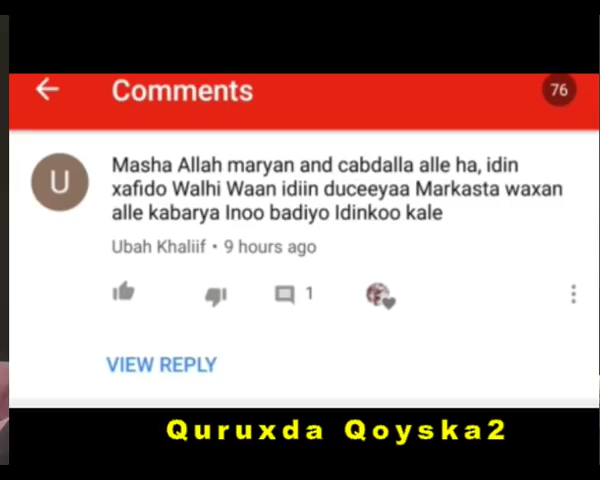 Comments
76
U
Masha Allah maryan and cabdalla alle ha, idin
xafido Walhi Waan idiin duceeyaa Markasta waxan
alle kabarya Inoo badiyo Idinkoo kale
Ubah Khaliif • 9 hours ago
1
VIEW REPLY
Quruxda Qoyska2